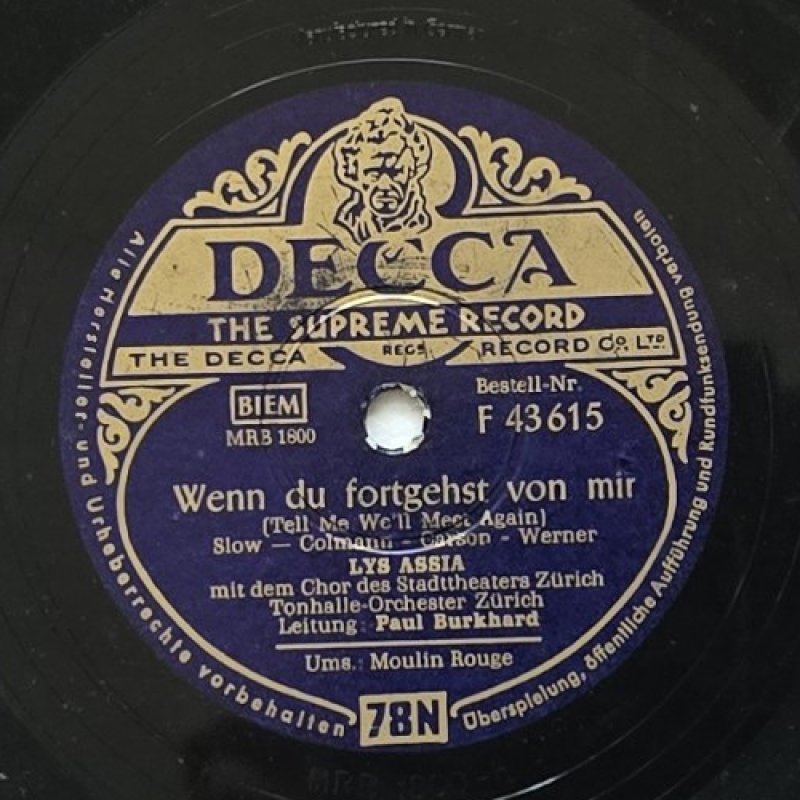 DECCA
THE SUPREME RECORD
THE DECCA REGD RECORD CO. LTD
BIEM
MRB 1600
Bestell-Nr.
F 43615
Wenn du fortgehst von mir
(Tell Me We'll Meet Again)
Slow — Colmann - Carson - Werner
LYS ASSIA
mit dem Chor des Stadttheaters Zürich
Tonhalle-Orchester Zürich
Leitung: Paul Burkhard
Ums.: Moulin Rouge
78N
Alle Hersteller- und Urheberrechte vorbehalten
Überspielung, öffentliche Aufführung und Rundfunksendung verboten